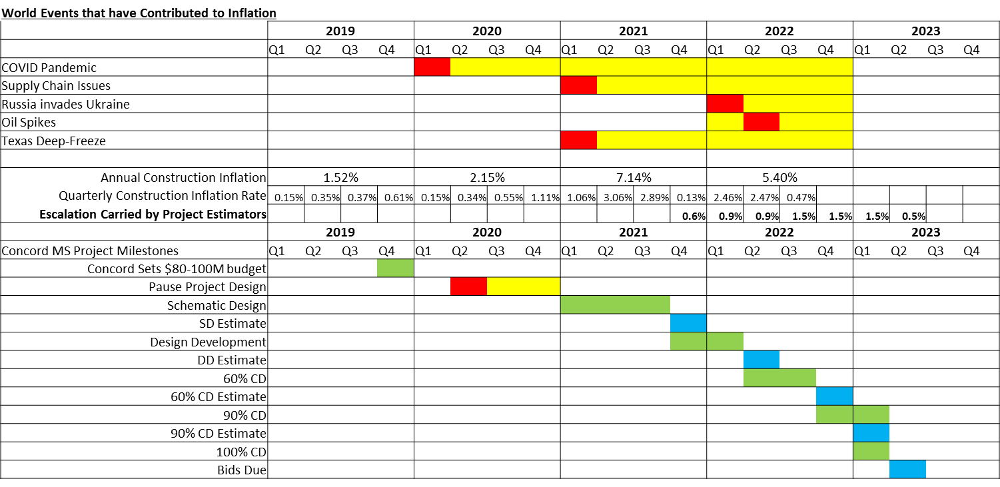 World Events that have Contributed to Inflation
2019 2020 2021 2022 2023
Q1 Q2 Q3 Q4 Q1 Q2 Q3 Q4 Q1 Q2 Q3 Q4 Q1 Q2 Q3 Q4 Q1 Q2 Q3 Q4
COVID Pandemic
Supply Chain Issues
Russia invades Ukraine
Oil Spikes
Texas Deep-Freeze
Annual Construction Inflation 1.52% 2.15% 7.14% 5.40%
Quarterly Construction Inflation Rate 0.15% 0.35% 0.37% 0.61% 0.15% 0.34% 0.55% 1.11% 1.06% 3.06% 2.89% 0.13% 2.46% 2.47% 0.47%
Escalation Carried by Project Estimators 0.6% 0.9% 0.9% 1.5% 1.5% 1.5% 0.5%
2019 2020 2021 2022 2023
Concord MS Project Milestones Q1 Q2 Q3 Q4 Q1 Q2 Q3 Q4 Q1 Q2 Q3 Q4 Q1 Q2 Q3 Q4 Q1 Q2 Q3 Q4
Concord Sets $80-100M budget
Pause Project Design
Schematic Design
SD Estimate
Design Development
DD Estimate
60% CD
60% CD Estimate
90% CD
90% CD Estimate
100% CD
Bids Due